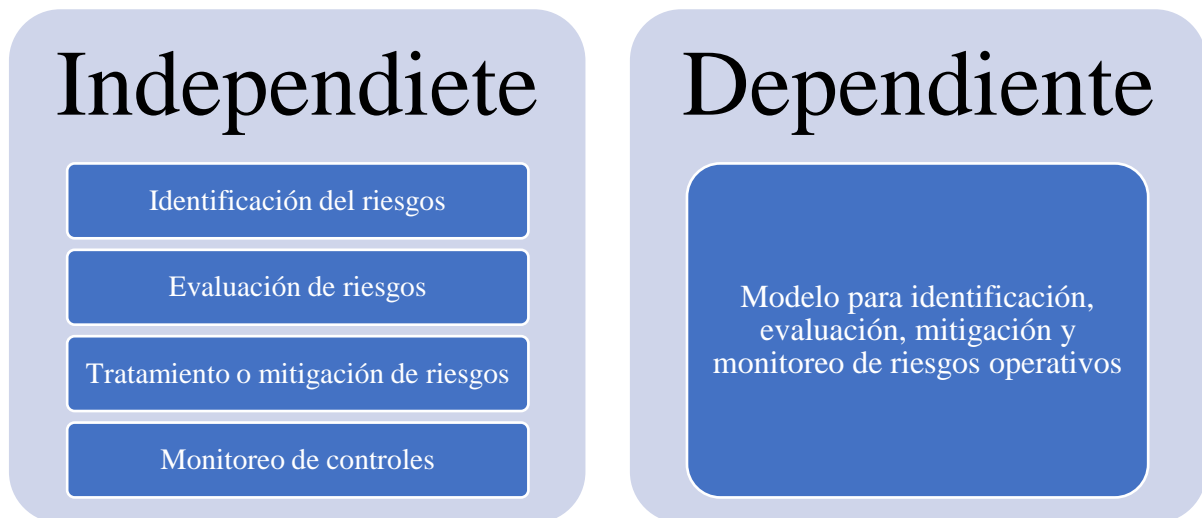 Independiete
Identificación del riesgos
Evaluación de riesgos
Tratamiento o mitigación de riesgos
Monitoreo de controles
Dependiente
Modelo para identificación,
evaluación, mitigación y
monitoreo de riesgos operativos